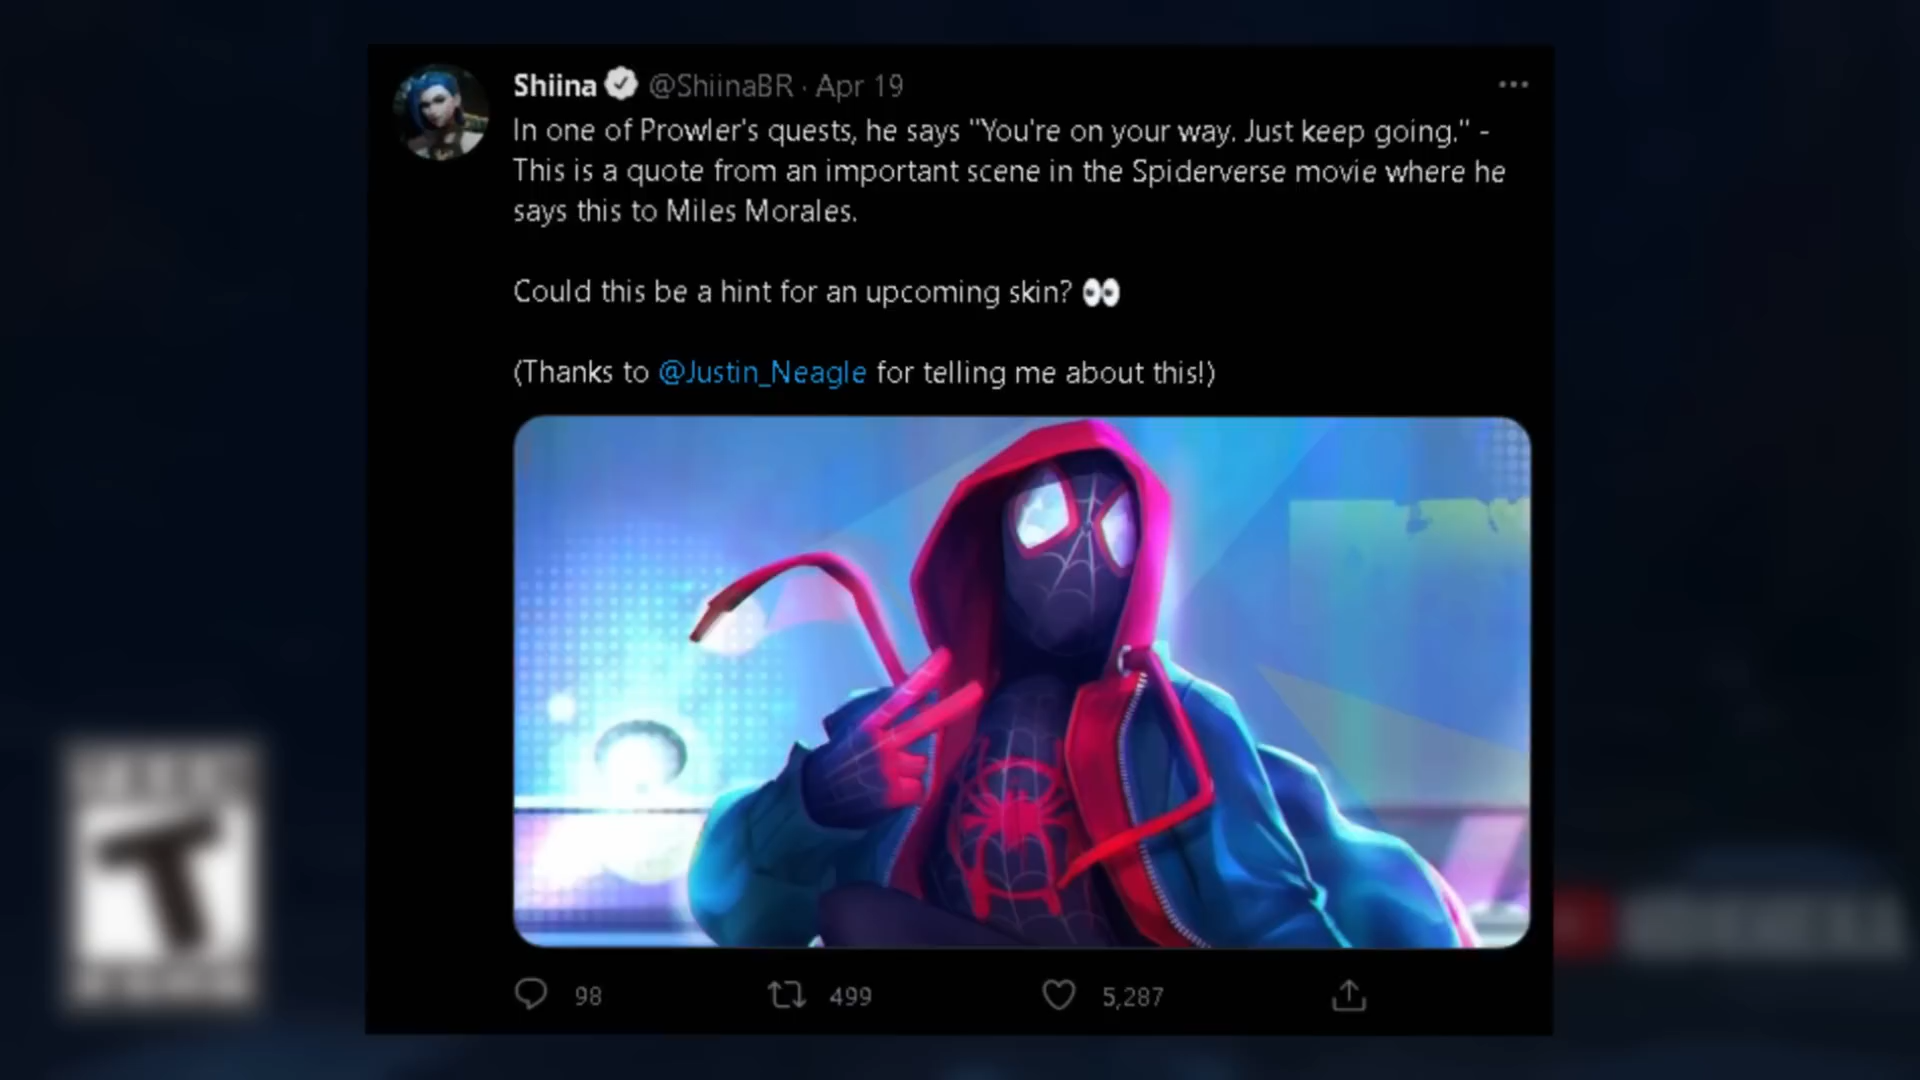 Shiina @ShiinaBR · Apr 19
In one of Prowler's quests, he says "You're on your way. Just keep going." -
This is a quote from an important scene in the Spiderverse movie where he
says this to Miles Morales.
Could this be a hint for an upcoming skin? 👀
(Thanks to @Justin_Neagle for telling me about this!)
98 499 5,287
T